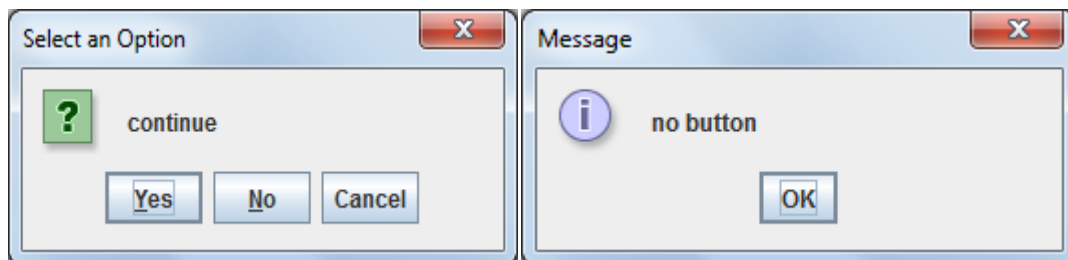 Select an Option
x
?
continue
Yes No Cancel
Message
x
i
no button
OK